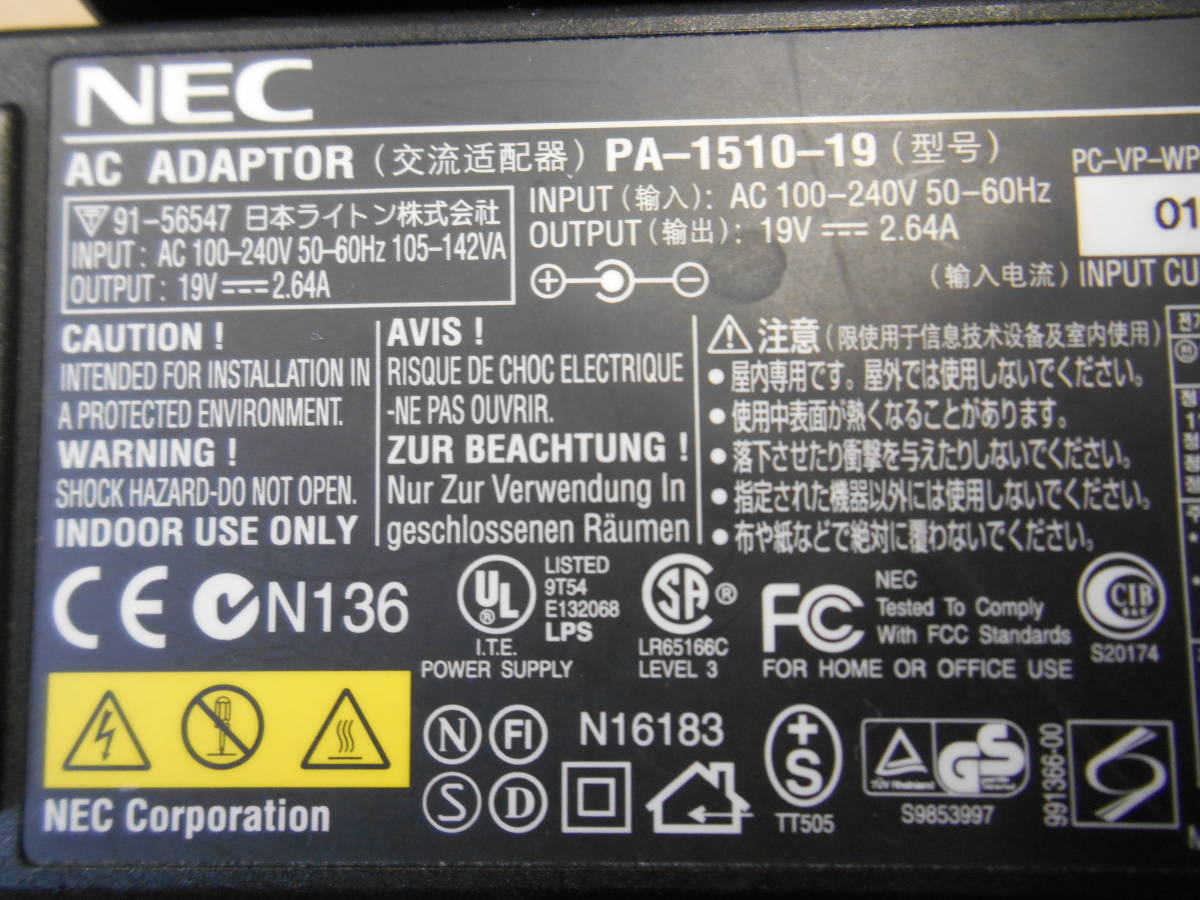 NEC
AC ADAPTOR (交流适配器) PA-1510-19 (型号)
PC-VP-WP
01
91-56547 日本ライトン株式会社
INPUT : AC 100-240V 50-60Hz 105-142VA
OUTPUT : 19V 2.64A
INPUT (输入): AC 100-240V 50-60Hz
OUTPUT (输出): 19V 2.64A
(输入电流) INPUT CU
CAUTION !
INTENDED FOR INSTALLATION IN
A PROTECTED ENVIRONMENT.
WARNING !
SHOCK HAZARD-DO NOT OPEN.
INDOOR USE ONLY
AVIS !
RISQUE DE CHOC ELECTRIQUE
-NE PAS OUVRIR.
ZUR BEACHTUNG !
Nur Zur Verwendung In
geschlossenen Räumen
注意 (限使用于信息技术设备及室内使用)
● 屋内専用です。屋外では使用しないでください。
● 使用中表面が熱くなることがあります。
● 落下させたり衝撃を与えたりしないでください。
● 指定された機器以外には使用しないでください。
● 布や紙などで絶対に覆わないでください。
CE N136
UL ®
LISTED
9T54
E132068
LPS
I.T.E.
POWER SUPPLY
SA ®
LR65166C
LEVEL 3
FC
NEC
Tested To Comply
With FCC Standards
FOR HOME OR OFFICE USE
CIB
S20174
NEC Corporation
N FI
S D
N16183
+S
TT505
TÜV Rheinland
GS
S9853997
991366-00